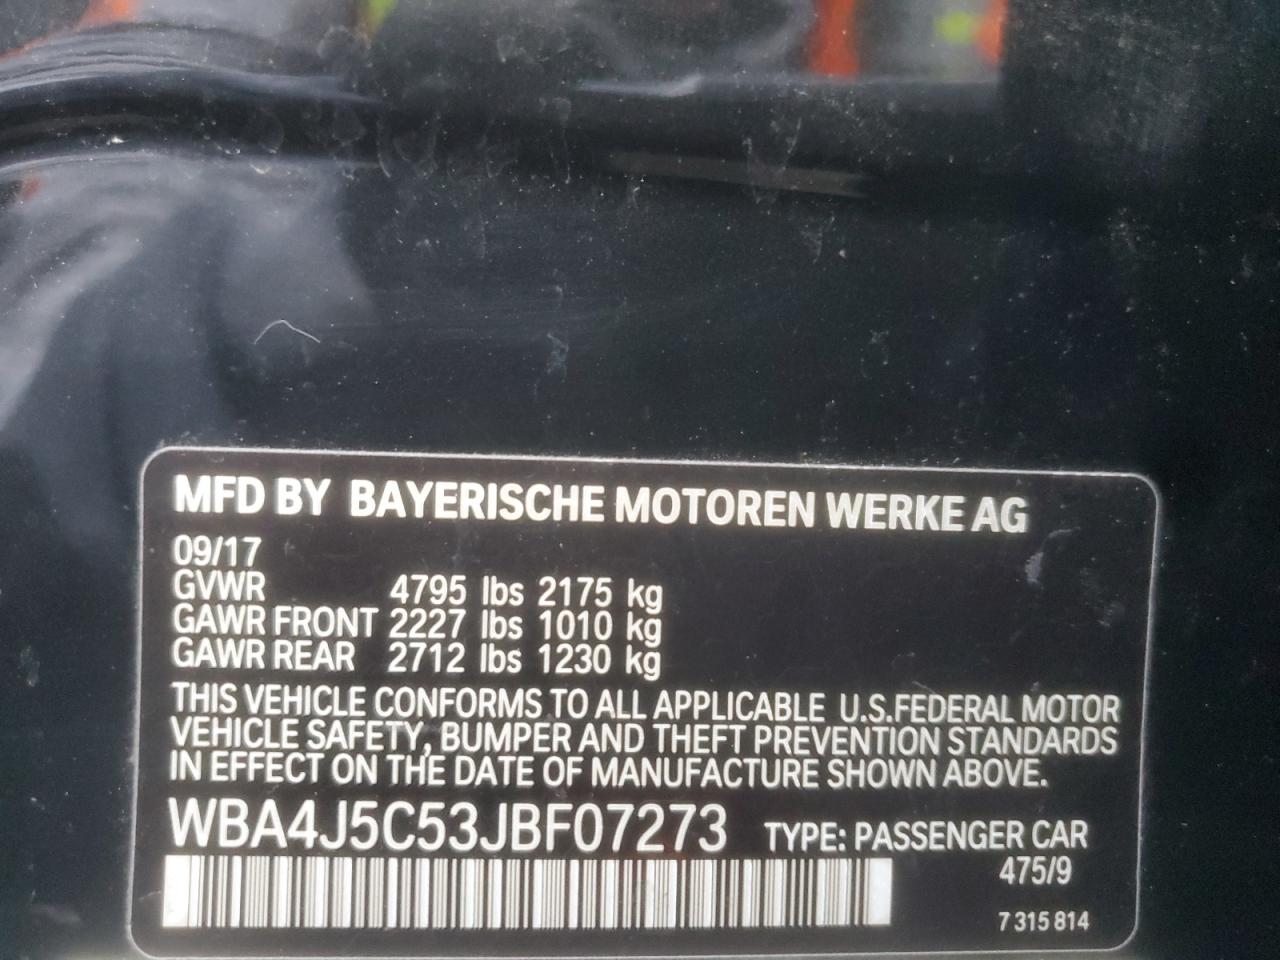 MFD BY BAYERISCHE MOTOREN WERKE AG
09/17
GVWR 4795 lbs 2175 kg
GAWR FRONT 2227 lbs 1010 kg
GAWR REAR 2712 lbs 1230 kg
THIS VEHICLE CONFORMS TO ALL APPLICABLE U.S.FEDERAL MOTOR
VEHICLE SAFETY, BUMPER AND THEFT PREVENTION STANDARDS
IN EFFECT ON THE DATE OF MANUFACTURE SHOWN ABOVE.
WBA4J5C53JBF07273 TYPE: PASSENGER CAR
475/9
7 315 814